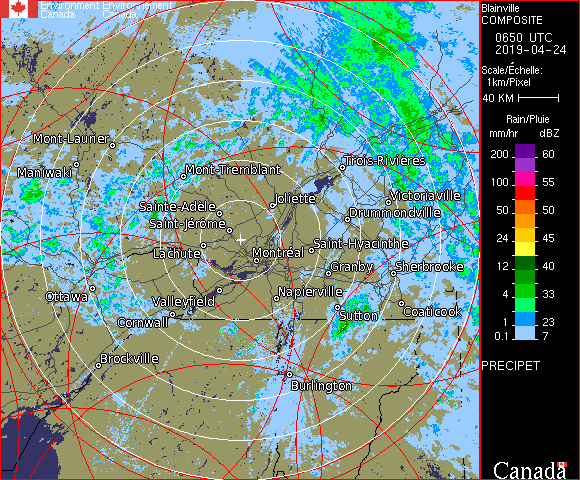 Environment Environnement
Canada Canada
Blainville
COMPOSITE
0650 UTC
2019-04-24
Scale/Échelle:
1km/Pixel
40 KM
Rain/Pluie
mm/hr dBZ
200 60
100 55
50 50
24 45
12 40
4 33
1 23
0.1 7
PRECIPET
Canada
Mont-Laurier
Maniwaki
Mont-Tremblant
Trois-Rivières
Joliette
Victoriaville
Sainte-Adele
Drummondville
Saint-Jérôme
Saint-Hyacinthe
Lachute
Montréal
Granby
Sherbrooke
Ottawa
Valleyfield
Napierville
Coaticook
Cornwall
Sutton
Brockville
Burlington